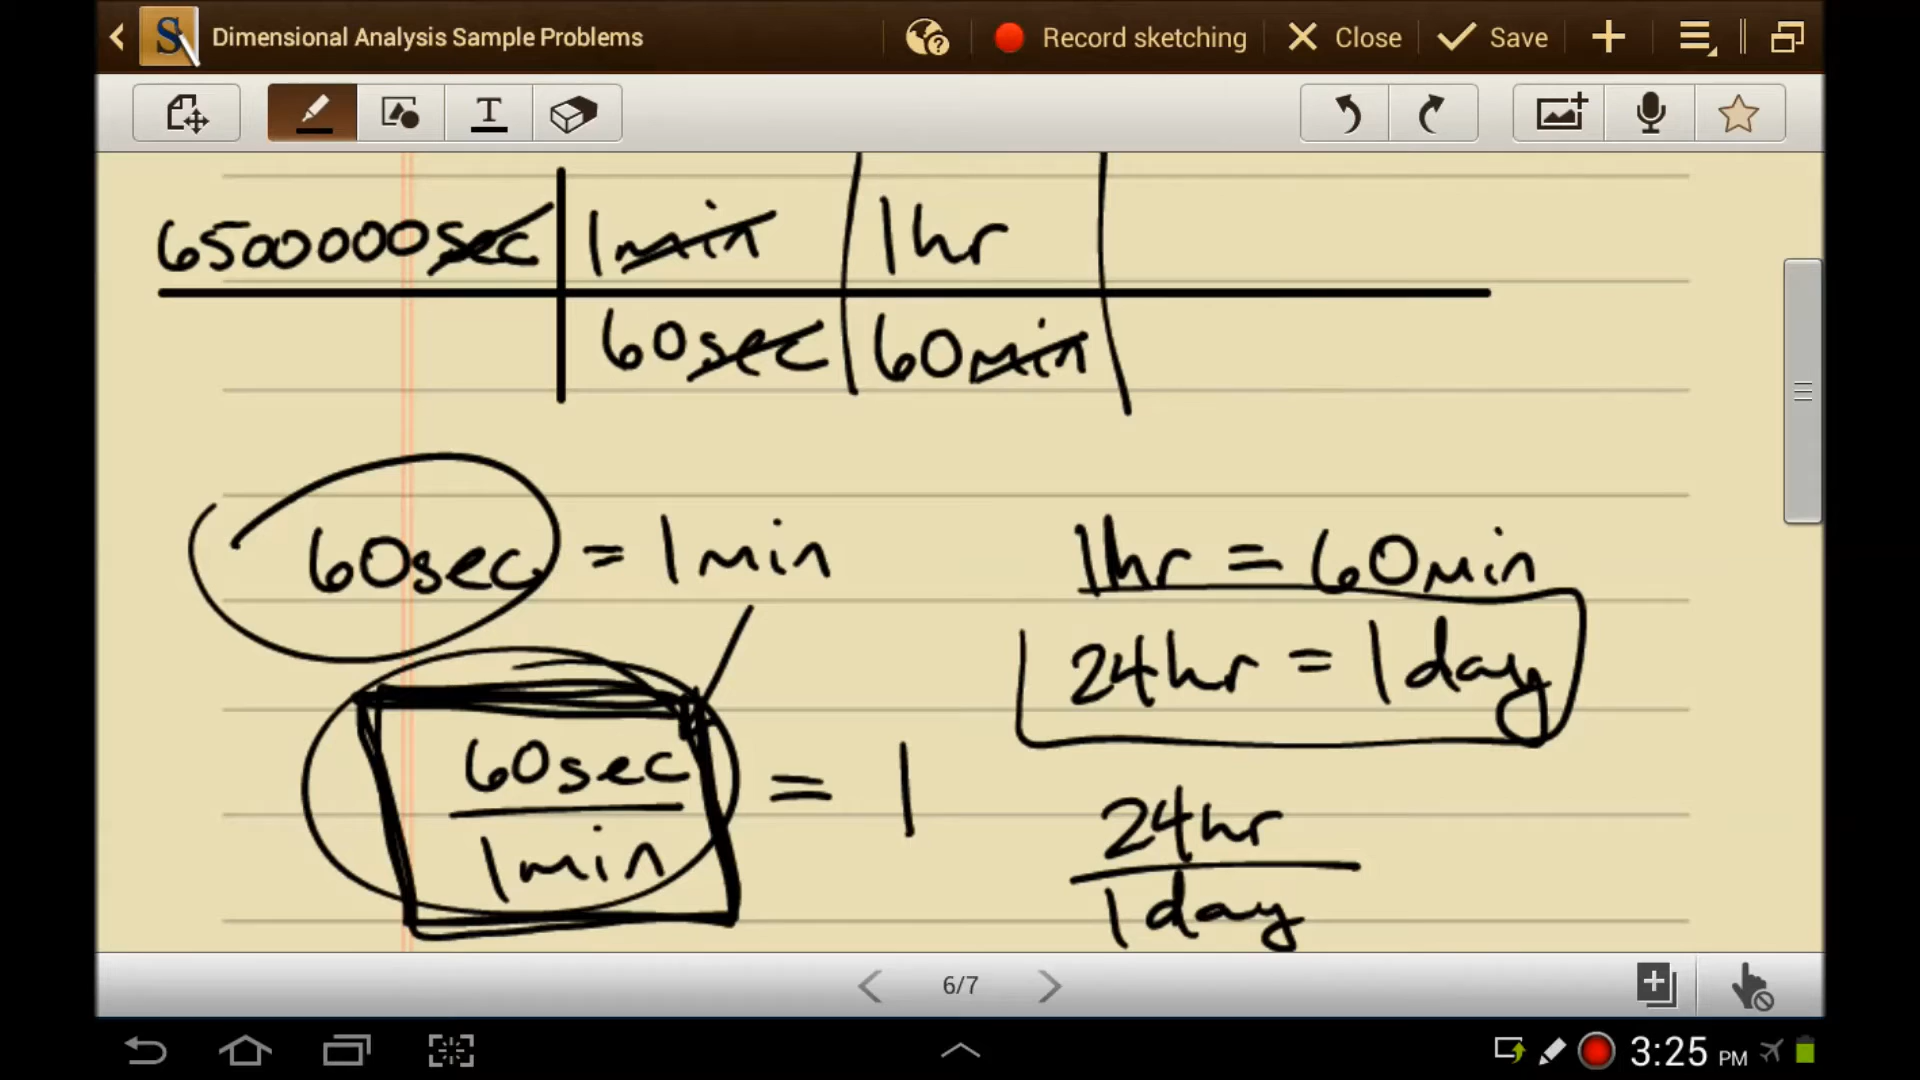 Dimensional Analysis Sample Problems
Record sketching
Close
Save
T
6500000sec 1min 1hr
60sec 60min
60sec = 1min
1hr = 60min
24hr = 1day
60sec
1min
= 1
24hr
1day
6/7
3:25 PM